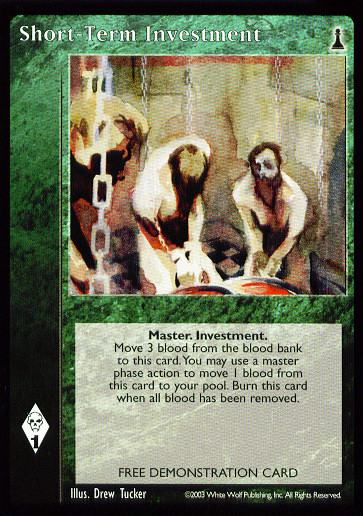 Short-Term Investment
Master. Investment.
Move 3 blood from the blood bank
to this card. You may use a master
phase action to move 1 blood from
this card to your pool. Burn this card
when all blood has been removed.
1
FREE DEMONSTRATION CARD
Illus. Drew Tucker
©2003 White Wolf Publishing, Inc. All Rights Reserved.